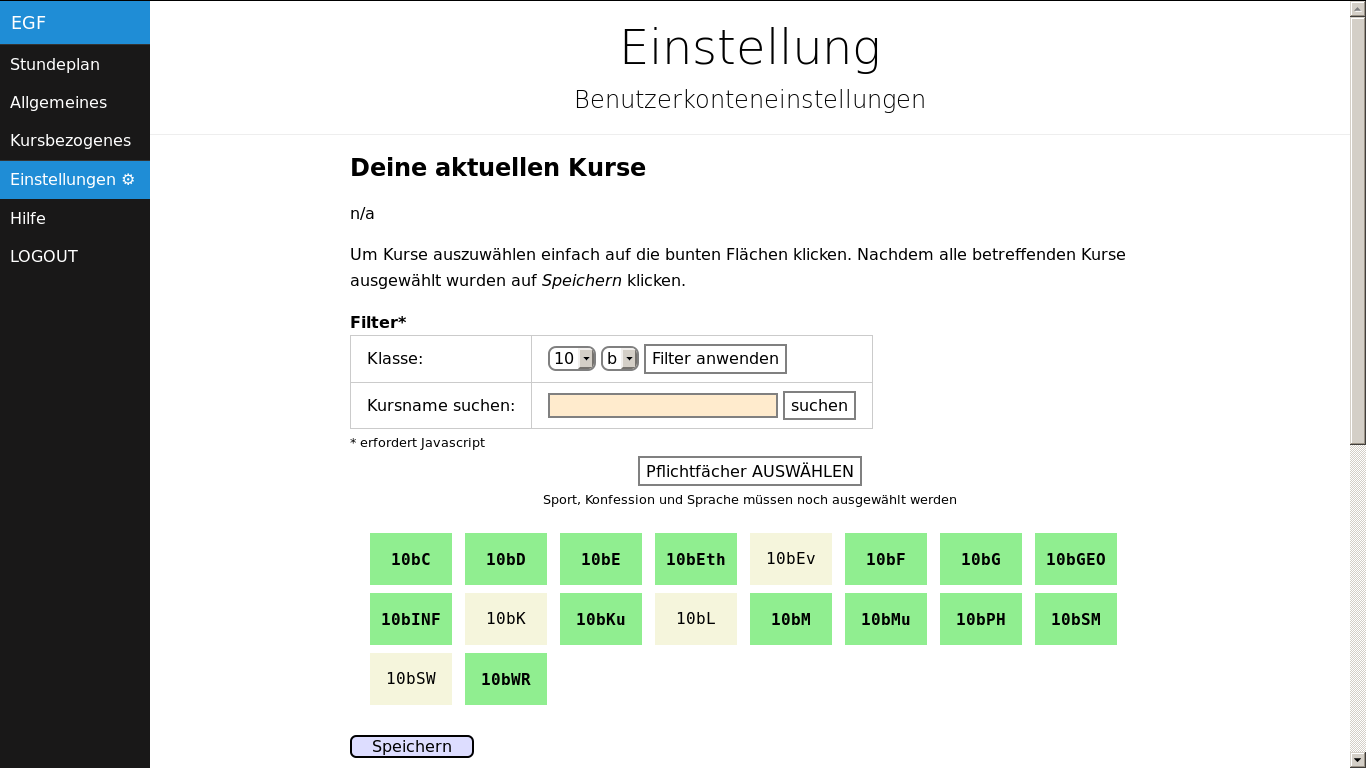 EGF
Stundeplan
Allgemeines
Kursbezogenes
Einstellungen ⚙
Hilfe
LOGOUT
Einstellung
Benutzerkonteneinstellungen
Deine aktuellen Kurse
n/a
Um Kurse auszuwählen einfach auf die bunten Flächen klicken. Nachdem alle betreffenden Kurse
ausgewählt wurden auf Speichern klicken.
Filter*
Klasse: 10 b Filter anwenden
Kursname suchen: suchen
* erfordert Javascript
Pflichtfächer AUSWÄHLEN
Sport, Konfession und Sprache müssen noch ausgewählt werden
10bC 10bD 10bE 10bEth 10bEv 10bF 10bG 10bGEO
10bINF 10bK 10bKu 10bL 10bM 10bMu 10bPH 10bSM
10bSW 10bWR
Speichern